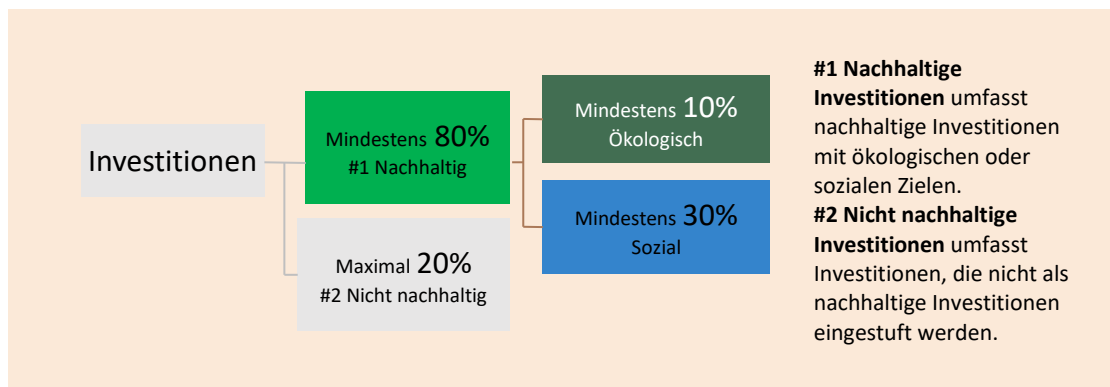 Investitionen
Mindestens 80%
#1 Nachhaltig
Maximal 20%
#2 Nicht nachhaltig
Mindestens 10%
Ökologisch
Mindestens 30%
Sozial
#1 Nachhaltige
Investitionen umfasst
nachhaltige Investitionen
mit ökologischen oder
sozialen Zielen.
#2 Nicht nachhaltige
Investitionen umfasst
Investitionen, die nicht als
nachhaltige Investitionen
eingestuft werden.